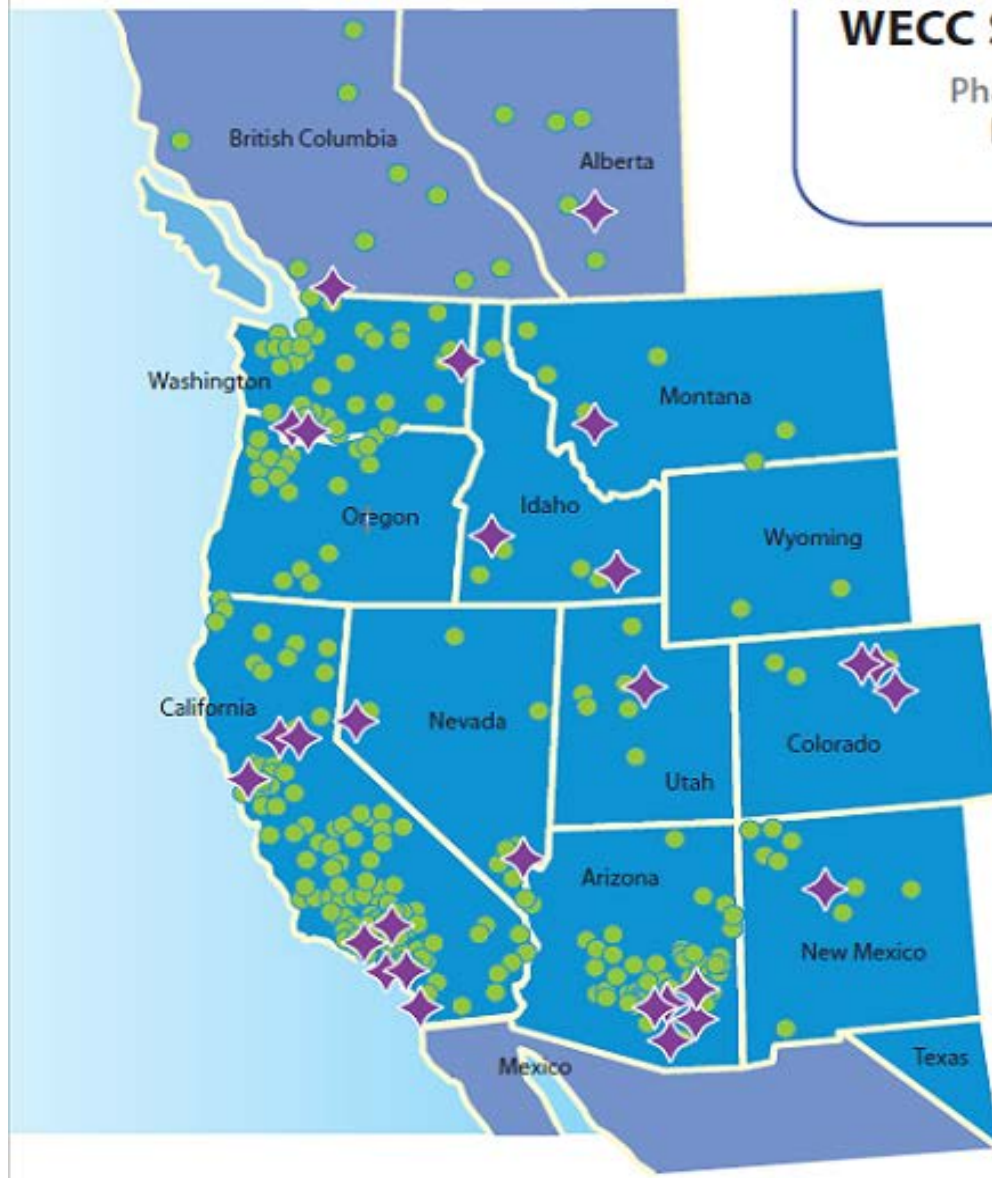 WECC
British Columbia
Alberta
Washington
Montana
Oregon
Idaho
Wyoming
California
Nevada
Colorado
Utah
Arizona
New Mexico
Mexico
Texas